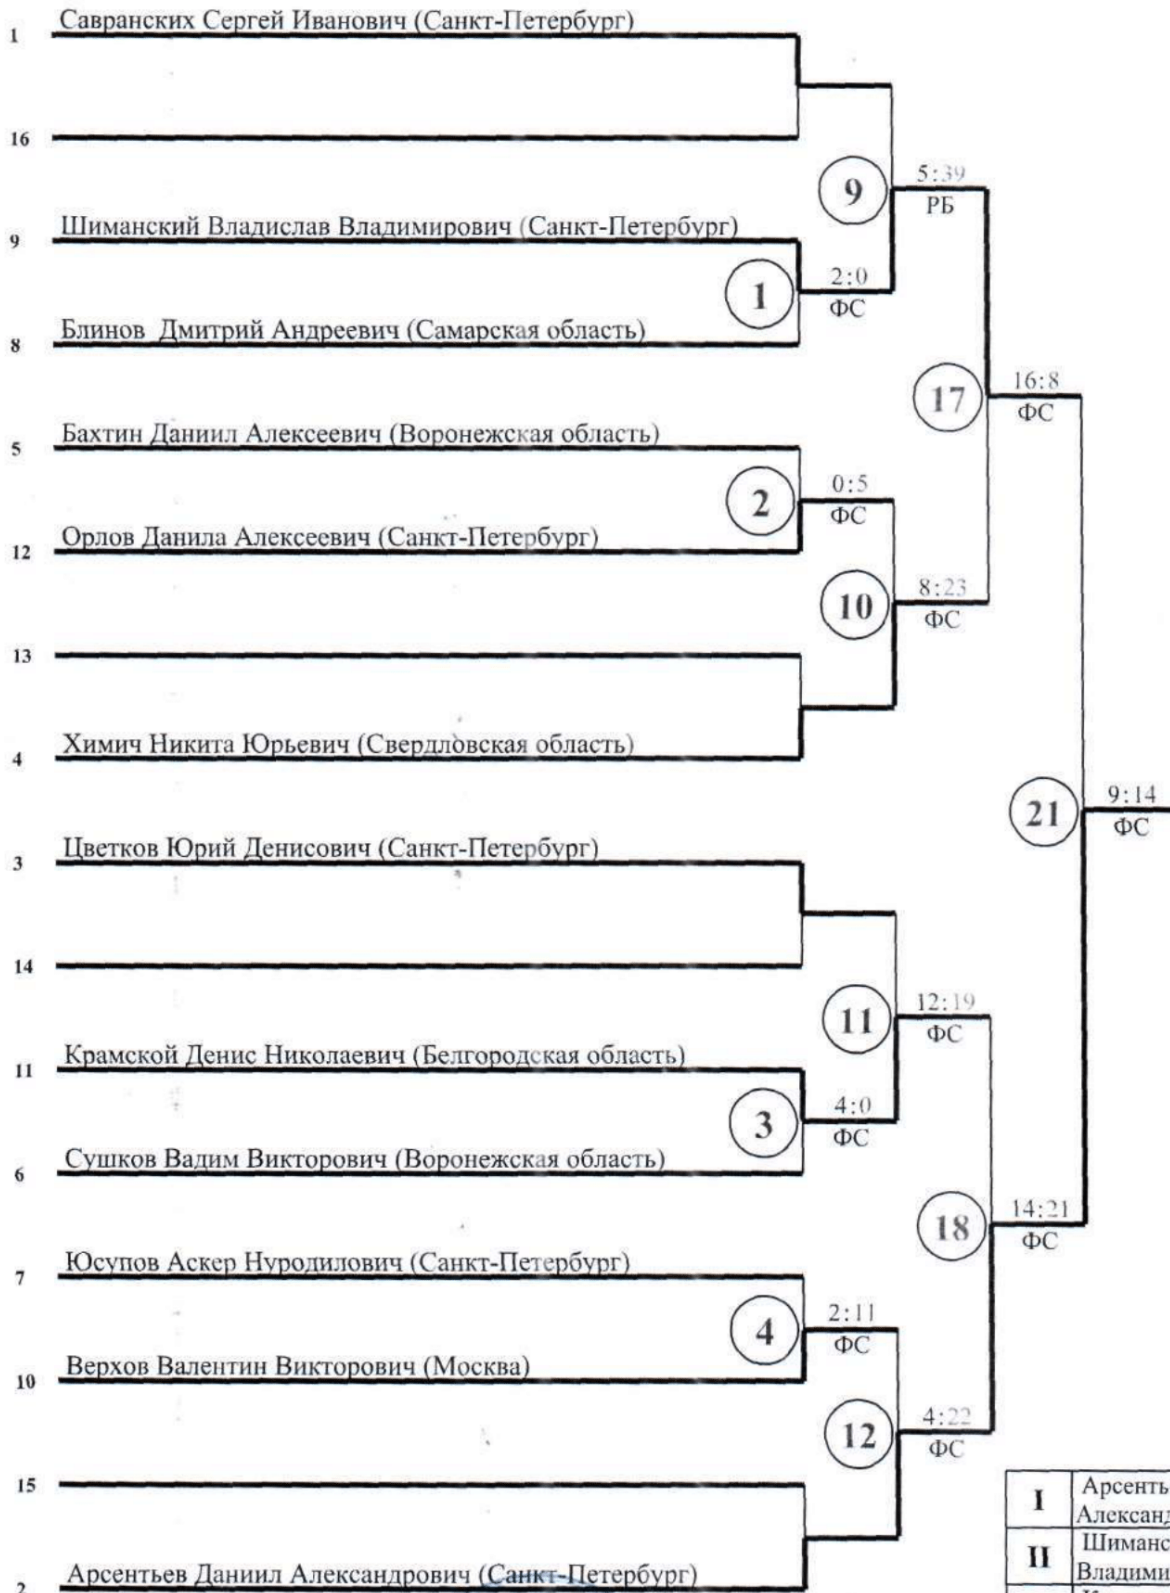 Савранских Сергей Иванович (Санкт-Петербург)
1
16
9
5:39
РБ
Шиманский Владислав Владимирович (Санкт-Петербург)
9
1
2:0
ФС
Блинов Дмитрий Андреевич (Самарская область)
8
17
16:8
ФС
Бахтин Даниил Алексеевич (Воронежская область)
5
2
0:5
ФС
Орлов Данила Алексеевич (Санкт-Петербург)
12
10
8:23
ФС
13
Химич Никита Юрьевич (Свердловская область)
4
21
9:14
ФС
Цветков Юрий Денисович (Санкт-Петербург)
3
14
11
12:19
ФС
Крамской Денис Николаевич (Белгородская область)
11
3
4:0
ФС
Сушков Вадим Викторович (Воронежская область)
6
18
14:21
ФС
Юсупов Аскер Нуродилович (Санкт-Петербург)
7
4
2:11
ФС
Верхов Валентин Викторович (Москва)
10
12
4:22
ФС
15
I
Арсенть
Александ
II
Шиманс
Владими
Арсентьев Даниил Александрович (Санкт-Петербург)
2